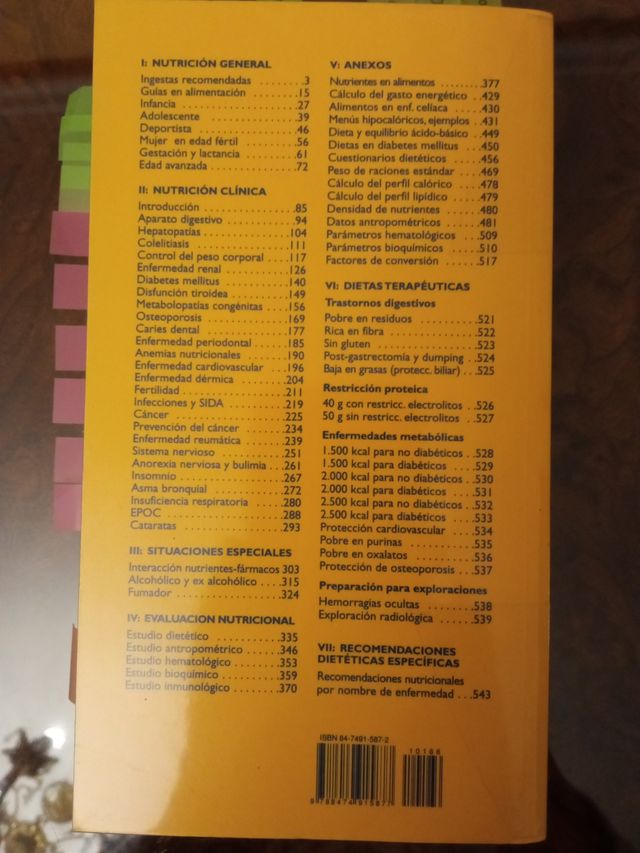 I: NUTRICIÓN GENERAL
Ingestas recomendadas ........3
Guías en alimentación .......15
Infancia ....................27
Adolescente .................39
Deportista ..................46
Mujer en edad fértil ........56
Gestación y lactancia .......61
Edad avanzada ...............72
II: NUTRICIÓN CLÍNICA
Introducción ................85
Aparato digestivo ...........94
Hepatopatías ...............104
Colelitiasis ...............111
Control del peso corporal ..117
Enfermedad renal ...........126
Diabetes mellitus ..........140
Disfunción tiroidea ........149
Metabolopatías congénitas ..156
Osteoporosis ...............169
Caries dental ..............177
Enfermedad periodontal .....185
Anemias nutricionales ......190
Enfermedad cardiovascular ..196
Enfermedad dérmica .........204
Fertilidad .................211
Infecciones y SIDA .........219
Cáncer .....................225
Prevención del cáncer ......234
Enfermedad reumática .......239
Sistema nervioso ...........251
Anorexia nerviosa y bulimia ..261
Insomnio ...................267
Asma bronquial .............272
Insuficiencia respiratoria ..280
EPOC .......................288
Cataratas ..................293
III: SITUACIONES ESPECIALES
Interacción nutrientes-fármacos 303
Alcohólico y ex alcohólico ....315
Fumador ....................324
IV: EVALUACION NUTRICIONAL
Estudio dietético ..........335
Estudio antropométrico .....346
Estudio hematológico .......353
Estudio bioquímico .........359
Estudio inmunológico .......370
V: ANEXOS
Nutrientes en alimentos ....377
Cálculo del gasto energético ..429
Alimentos en enf. celíaca ...430
Menús hipocalóricos, ejemplos .431
Dieta y equilibrio ácido-básico ..449
Dietas en diabetes mellitus ...450
Cuestionarios dietéticos ...456
Peso de raciones estándar ...469
Cálculo del perfil calórico ...478
Cálculo del perfil lipídico ...479
Densidad de nutrientes .....480
Datos antropométricos ......481
Parámetros hematológicos ...509
Parámetros bioquímicos .....510
Factores de conversión .....517
VI: DIETAS TERAPÉUTICAS
Trastornos digestivos
Pobre en residuos ..........521
Rica en fibra ..............522
Sin gluten .................523
Post-gastrectomía y dumping ..524
Baja en grasas (protecc. biliar) ..525
Restricción proteica
40 g con restricc. electrolitos ..526
50 g sin restricc. electrolitos ..527
Enfermedades metabólicas
1.500 kcal para no diabéticos ..528
1.500 kcal para diabéticos ...529
2.000 kcal para no diabéticos ..530
2.000 kcal para diabéticos ...531
2.500 kcal para no diabéticos ..532
2.500 kcal para diabéticos ...533
Protección cardiovascular ...534
Pobre en purinas ...........535
Pobre en oxalatos ..........536
Protección de osteoporosis ...537
Preparación para exploraciones
Hemorragias ocultas ........538
Exploración radiológica ....539
VII: RECOMENDACIONES
DIETÉTICAS ESPECÍFICAS
Recomendaciones nutricionales
por nombre de enfermedad ...543
ISBN 84-7491-587-2
10166
9 788474 915877